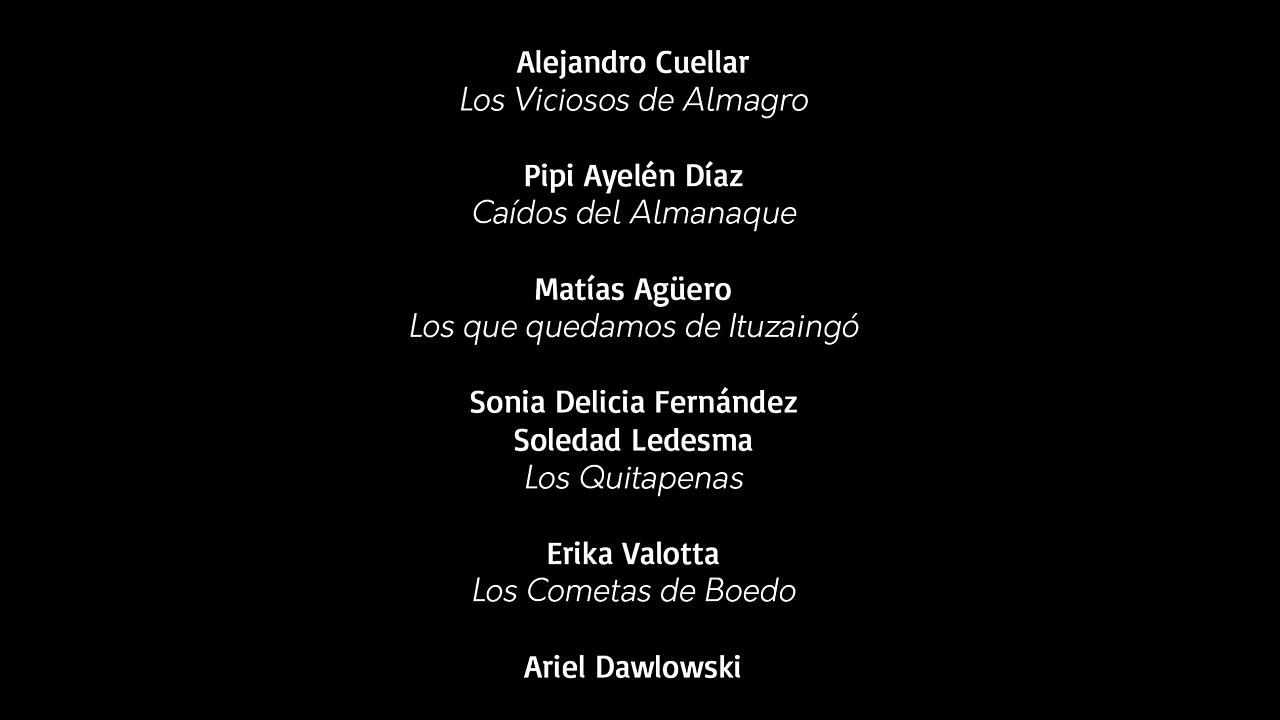 Alejandro Cuellar
Los Viciosos de Almagro
Pipi Ayelén Díaz
Caídos del Almanaque
Matías Agüero
Los que quedamos de Ituzaingó
Sonia Delicia Fernández
Soledad Ledesma
Los Quitapenas
Erika Valotta
Los Cometas de Boedo
Ariel Dawlowski